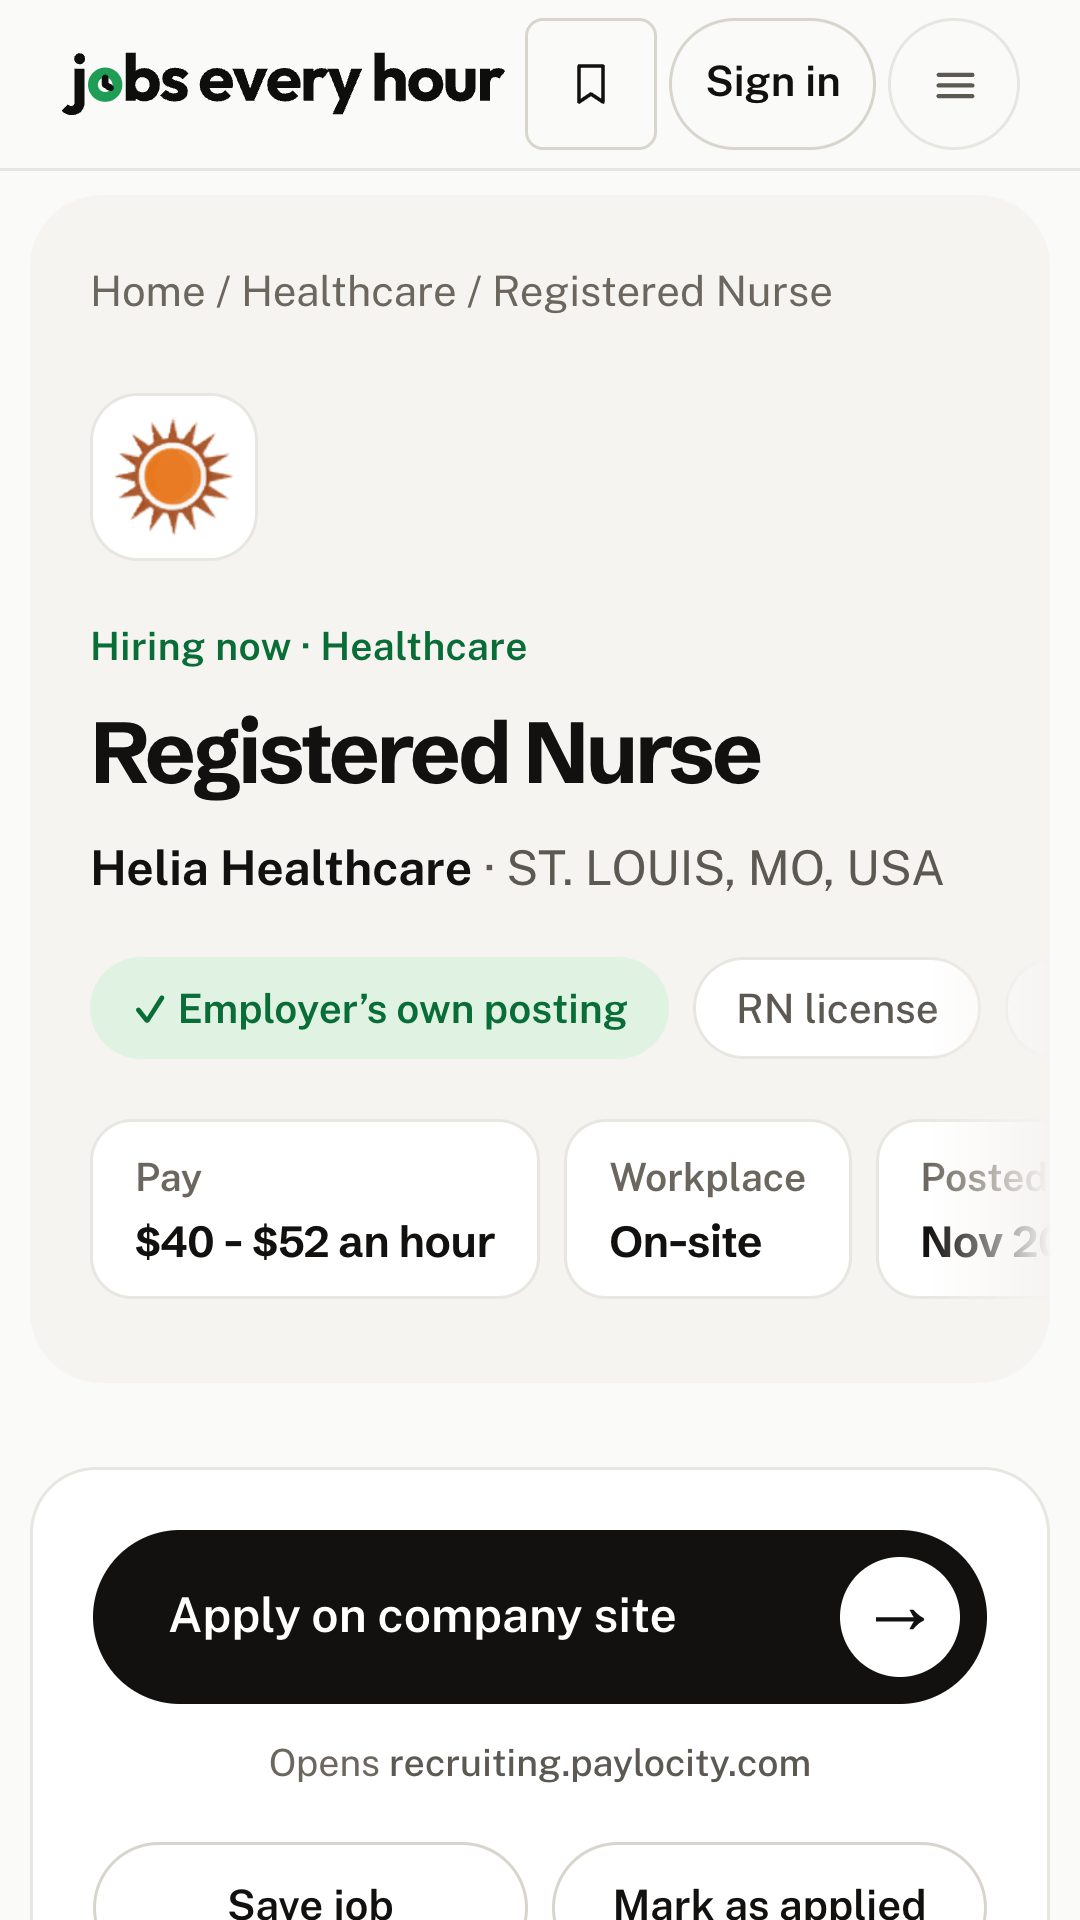 jobs every hour
Sign in
Home / Healthcare / Registered Nurse
Hiring now · Healthcare
Registered Nurse
Helia Healthcare · ST. LOUIS, MO, USA
✓ Employer’s own posting
RN license
Pay
$40 - $52 an hour
Workplace
On-site
Posted
Nov
Apply on company site →
Opens recruiting.paylocity.com
Save job
Mark as applied